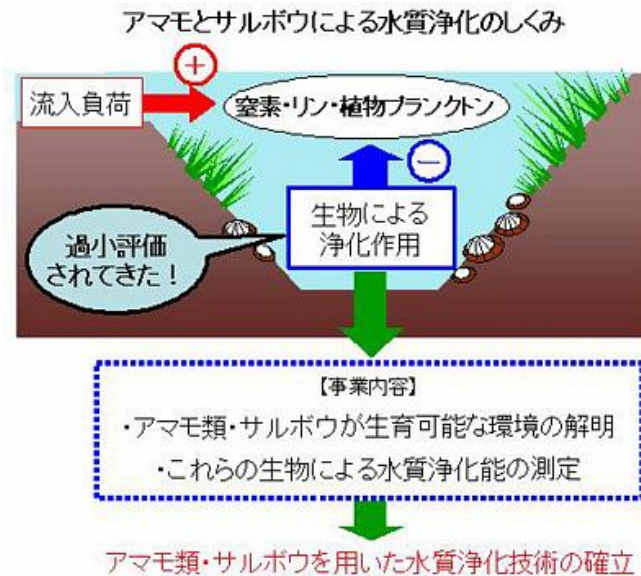 アマモとサルボウによる水質浄化のしくみ
＋
流入負荷
窒素・リン・植物プランクトン
－
生物による
浄化作用
過小評価
されてきた！
【事業内容】
・アマモ類・サルボウが生育可能な環境の解明
・これらの生物による水質浄化能の測定
アマモ類・サルボウを用いた水質浄化技術の確立